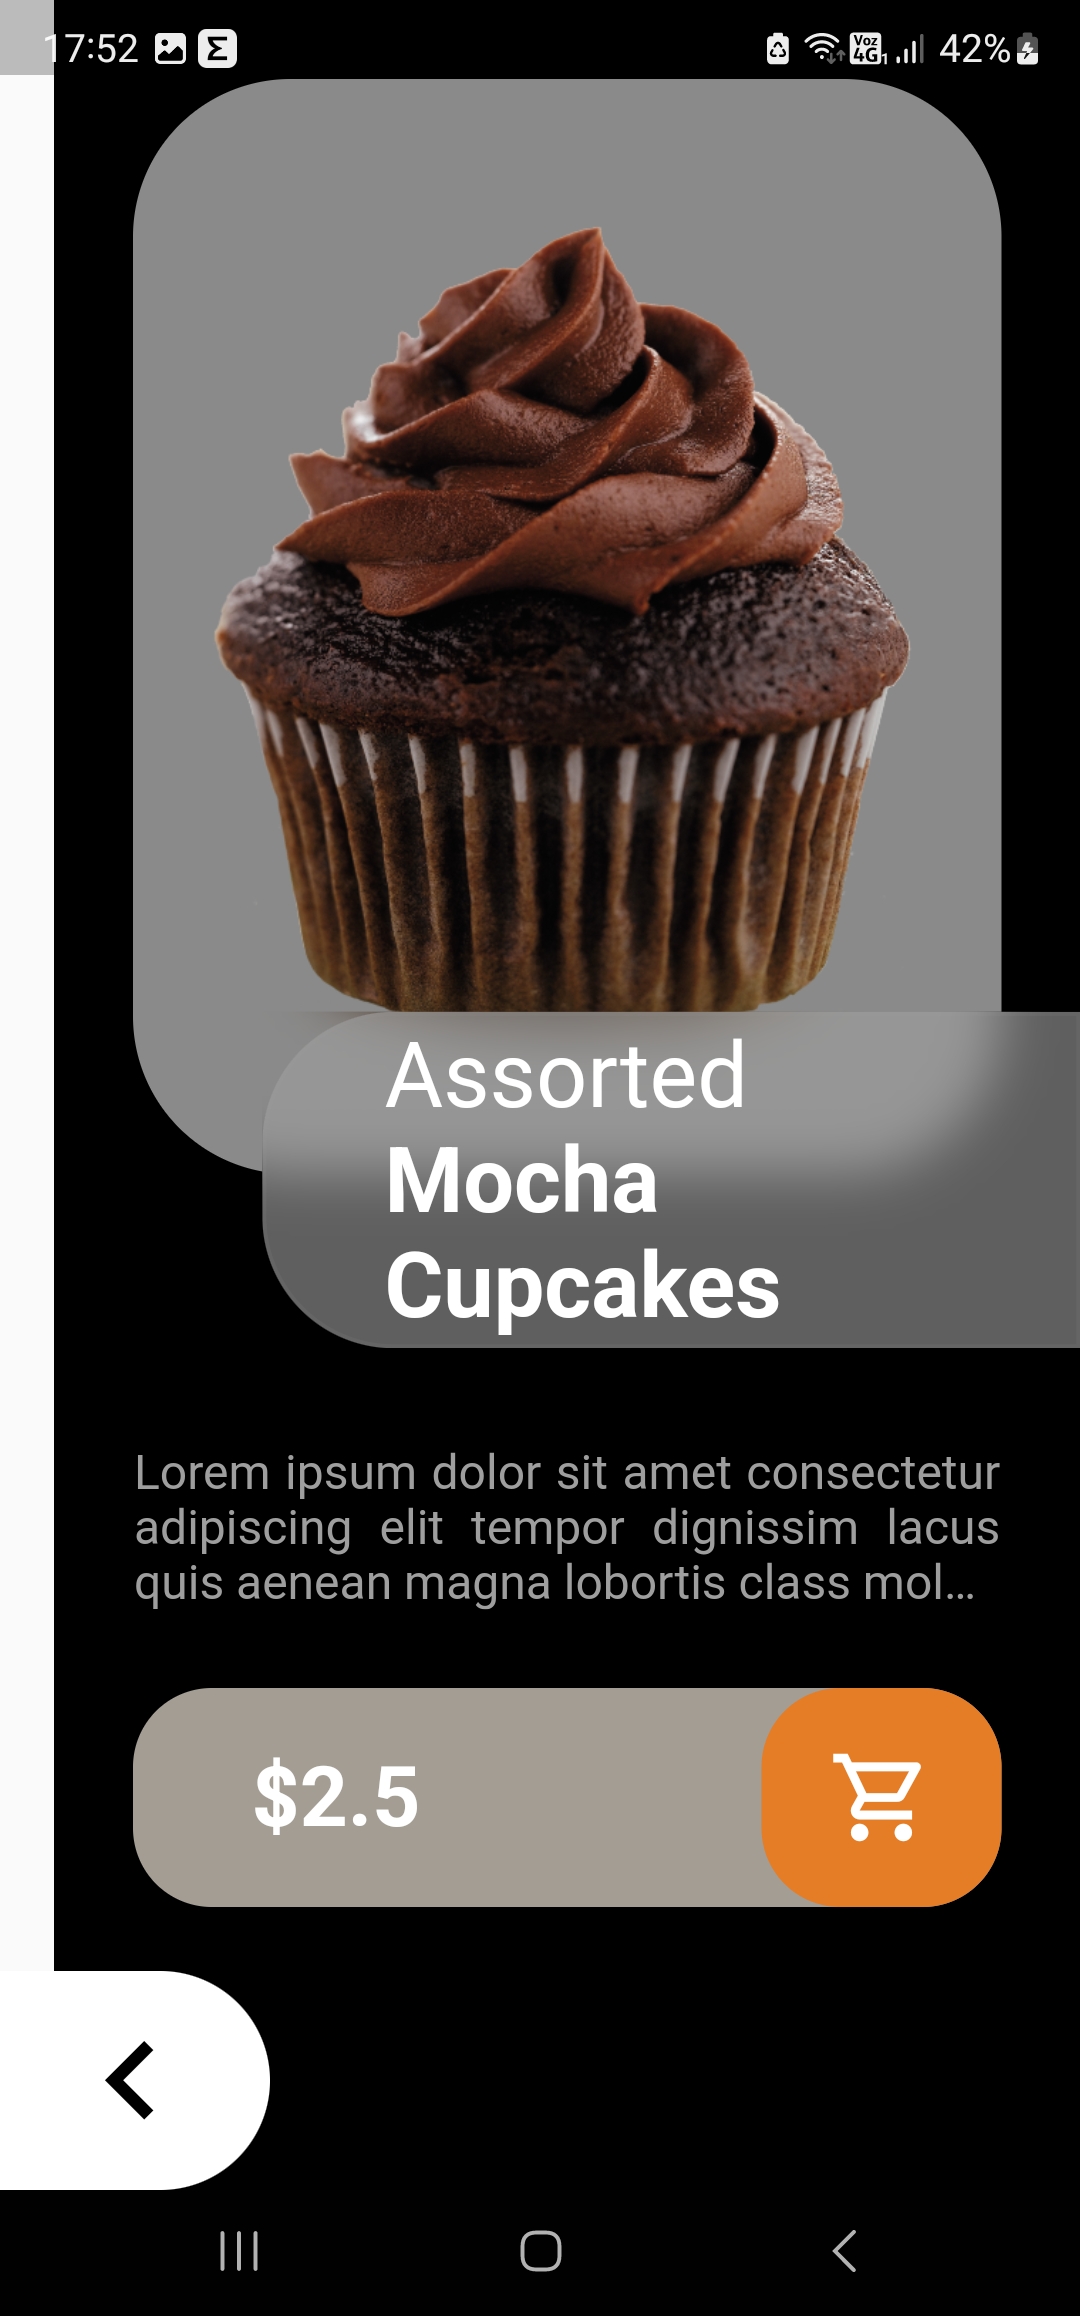 17:52 Σ Voz 4G 1 42%
Assorted
Mocha
Cupcakes
Lorem ipsum dolor sit amet consectetur
adipiscing elit tempor dignissim lacus
quis aenean magna lobortis class mol...
$2.5